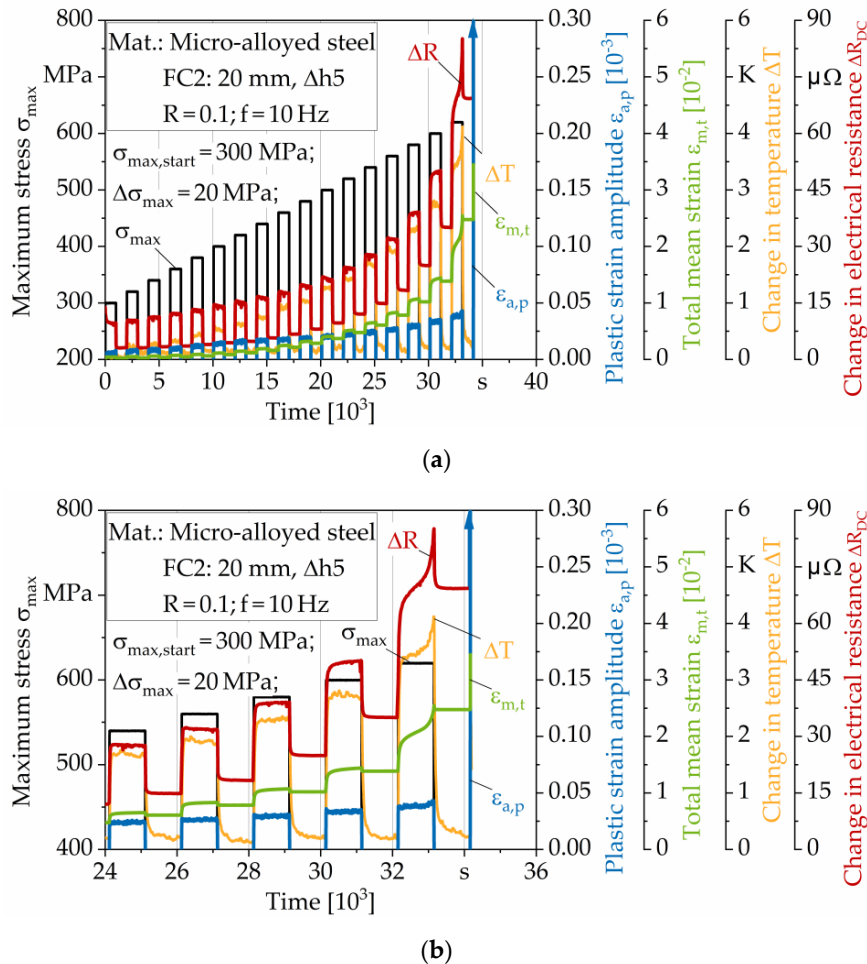 800
MPa
600
500
400
300
200
Maximum stress σmax
Mat.: Micro-alloyed steel
FC2: 20 mm, Δh5
R = 0.1; f = 10 Hz
σmax,start = 300 MPa;
Δσmax = 20 MPa;
σmax
ΔR
ΔT
εm,t
εa,p
0 5 10 15 20 25 30 s 40
Time [10³]
0.30
0.25
0.20
0.15
0.10
0.05
0.00
Plastic strain amplitude εa,p [10⁻³]
6
5
4
3
2
1
0
Total mean strain εm,t [10⁻²]
6
K
4
3
2
1
0
Change in temperature ΔT
90
μΩ
60
45
30
15
0
Change in electrical resistance ΔRDC
(a)
800
MPa
600
500
400
Maximum stress σmax
Mat.: Micro-alloyed steel
FC2: 20 mm, Δh5
R = 0.1; f = 10 Hz
σmax,start = 300 MPa;
Δσmax = 20 MPa;
σmax
ΔR
ΔT
εm,t
εa,p
24 26 28 30 32 s 36
Time [10³]
0.30
0.25
0.20
0.15
0.10
0.05
0.00
Plastic strain amplitude εa,p [10⁻³]
6
5
4
3
2
1
0
Total mean strain εm,t [10⁻²]
6
K
4
3
2
1
0
Change in temperature ΔT
90
μΩ
60
45
30
15
0
Change in electrical resistance ΔRDC
(b)